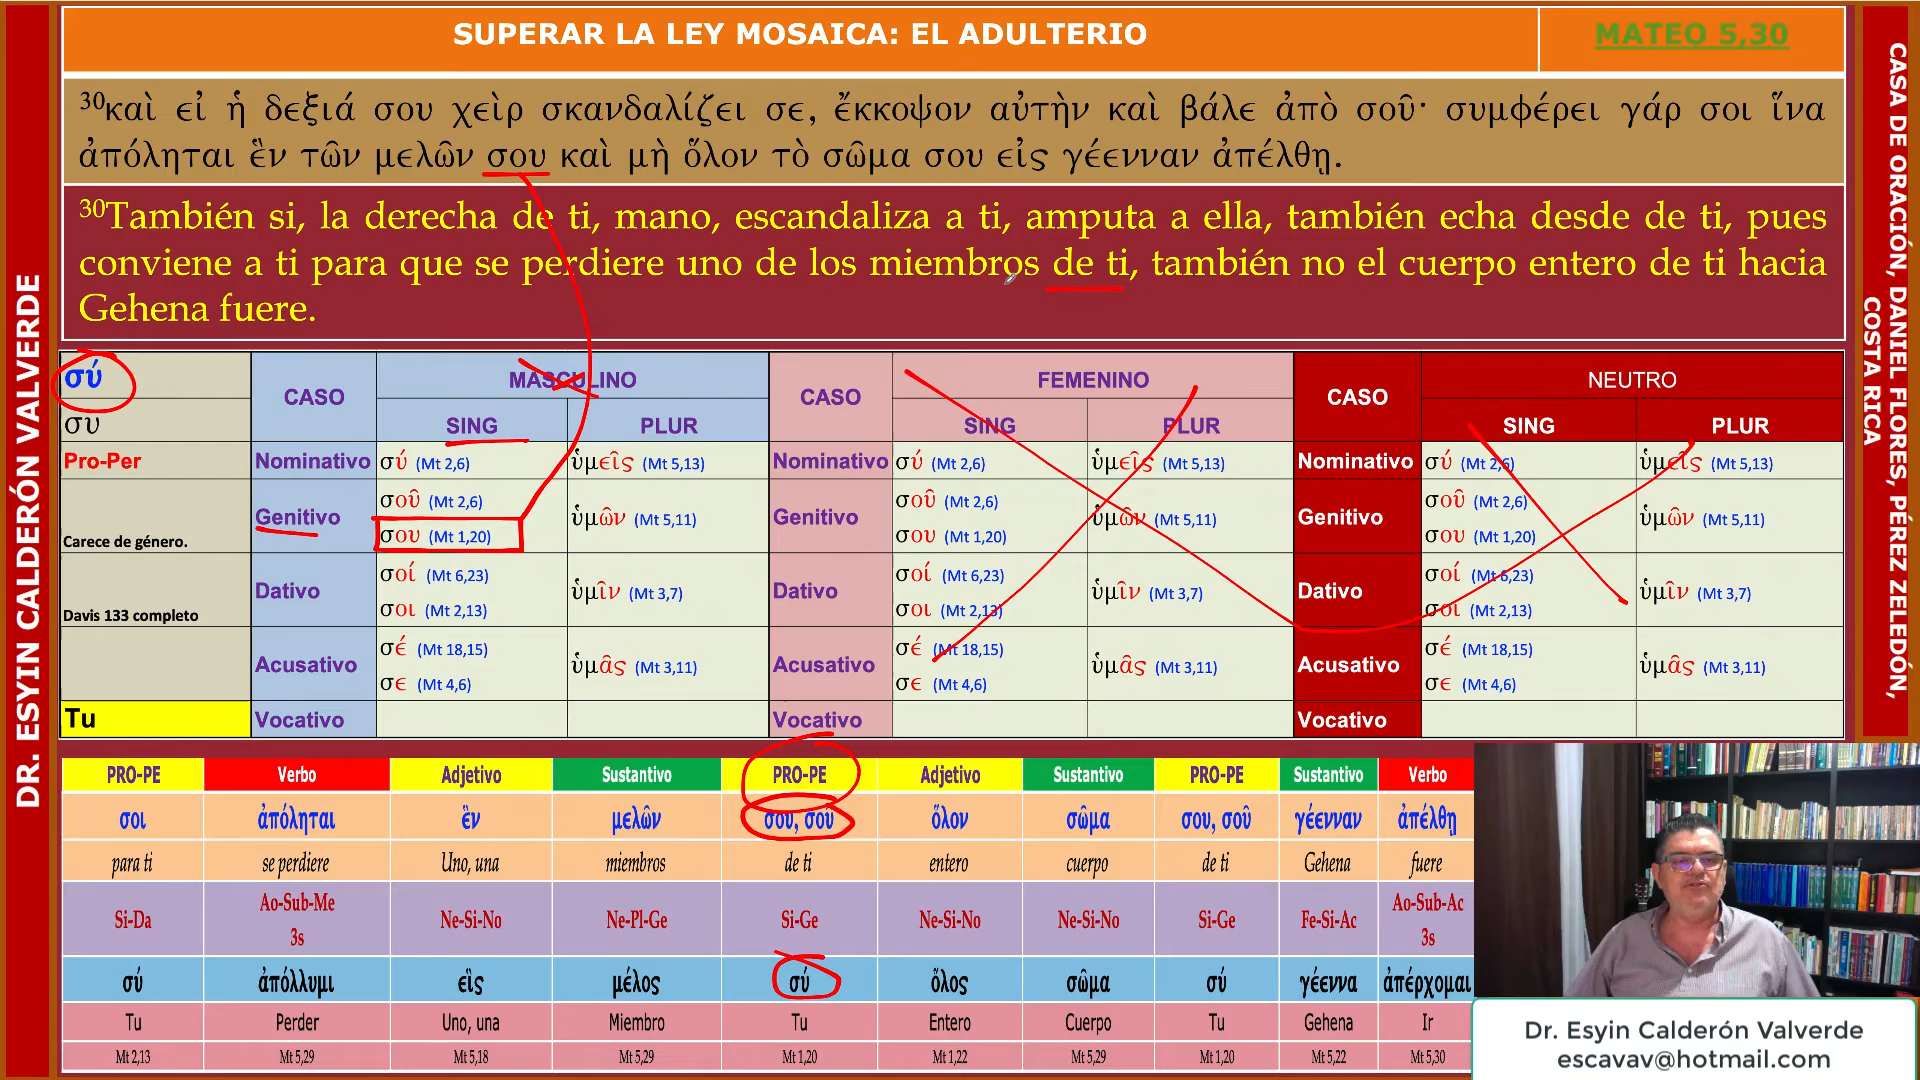 SUPERAR LA LEY MOSAICA: EL ADULTERIO
MATEO 5,30
³⁰καὶ εἰ ἡ δεξιά σου χεὶρ σκανδαλίζει σε, ἔκκοψον αὐτὴν καὶ βάλε ἀπὸ σοῦ· συμφέρει γάρ σοι ἵνα
ἀπόληται ἓν τῶν μελῶν σου καὶ μὴ ὅλον τὸ σῶμα σου εἰς γέενναν ἀπέλθῃ.
³⁰También si, la derecha de ti, mano, escandaliza a ti, amputa a ella, también echa desde de ti, pues
conviene a ti para que se perdiere uno de los miembros de ti, también no el cuerpo entero de ti hacia
Gehena fuere.
DR. ESYIN CALDERÓN VALVERDE
CASA DE ORACIÓN, DANIEL FLORES, PÉREZ ZELEDÓN,
COSTA RICA
σύ CASO MASCULINO CASO FEMENINO CASO NEUTRO
συ SING PLUR SING PLUR SING PLUR
Pro-Per Nominativo σύ (Mt 2,6) ὑμεῖς (Mt 5,13) Nominativo σύ (Mt 2,6) ὑμεῖς (Mt 5,13) Nominativo σύ (Mt 2,6) ὑμεῖς (Mt 5,13)
Carece de género. Genitivo σοῦ (Mt 2,6) σου (Mt 1,20) ὑμῶν (Mt 5,11) Genitivo σοῦ (Mt 2,6) σου (Mt 1,20) ὑμῶν (Mt 5,11) Genitivo σοῦ (Mt 2,6) σου (Mt 1,20) ὑμῶν (Mt 5,11)
Davis 133 completo Dativo σοί (Mt 6,23) σοι (Mt 2,13) ὑμῖν (Mt 3,7) Dativo σοί (Mt 6,23) σοι (Mt 2,13) ὑμῖν (Mt 3,7) Dativo σοί (Mt 6,23) σοι (Mt 2,13) ὑμῖν (Mt 3,7)
Acusativo σέ (Mt 18,15) σε (Mt 4,6) ὑμᾶς (Mt 3,11) Acusativo σέ (Mt 18,15) σε (Mt 4,6) ὑμᾶς (Mt 3,11) Acusativo σέ (Mt 18,15) σε (Mt 4,6) ὑμᾶς (Mt 3,11)
Tu Vocativo Vocativo Vocativo
PRO-PE Verbo Adjetivo Sustantivo PRO-PE Adjetivo Sustantivo PRO-PE Sustantivo Verbo
σοι ἀπόληται ἓν μελῶν σου, σοῦ ὅλον σῶμα σου, σοῦ γέενναν ἀπέλθῃ
para ti se perdiere Uno, una miembros de ti entero cuerpo de ti Gehena fuere
Si-Da Ao-Sub-Me 3s Ne-Si-No Ne-Pl-Ge Si-Ge Ne-Si-No Ne-Si-No Si-Ge Fe-Si-Ac Ao-Sub-Ac 3s
σύ ἀπόλλυμι εἷς μέλος σύ ὅλος σῶμα σύ γέεννα ἀπέρχομαι
Tu Perder Uno, una Miembro Tu Entero Cuerpo Tu Gehena Ir
Mt 2,13 Mt 5,29 Mt 5,18 Mt 5,29 Mt 1,20 Mt 1,22 Mt 5,29 Mt 1,20 Mt 5,22 Mt 5,30
Dr. Esyin Calderón Valverde
escavav@hotmail.com